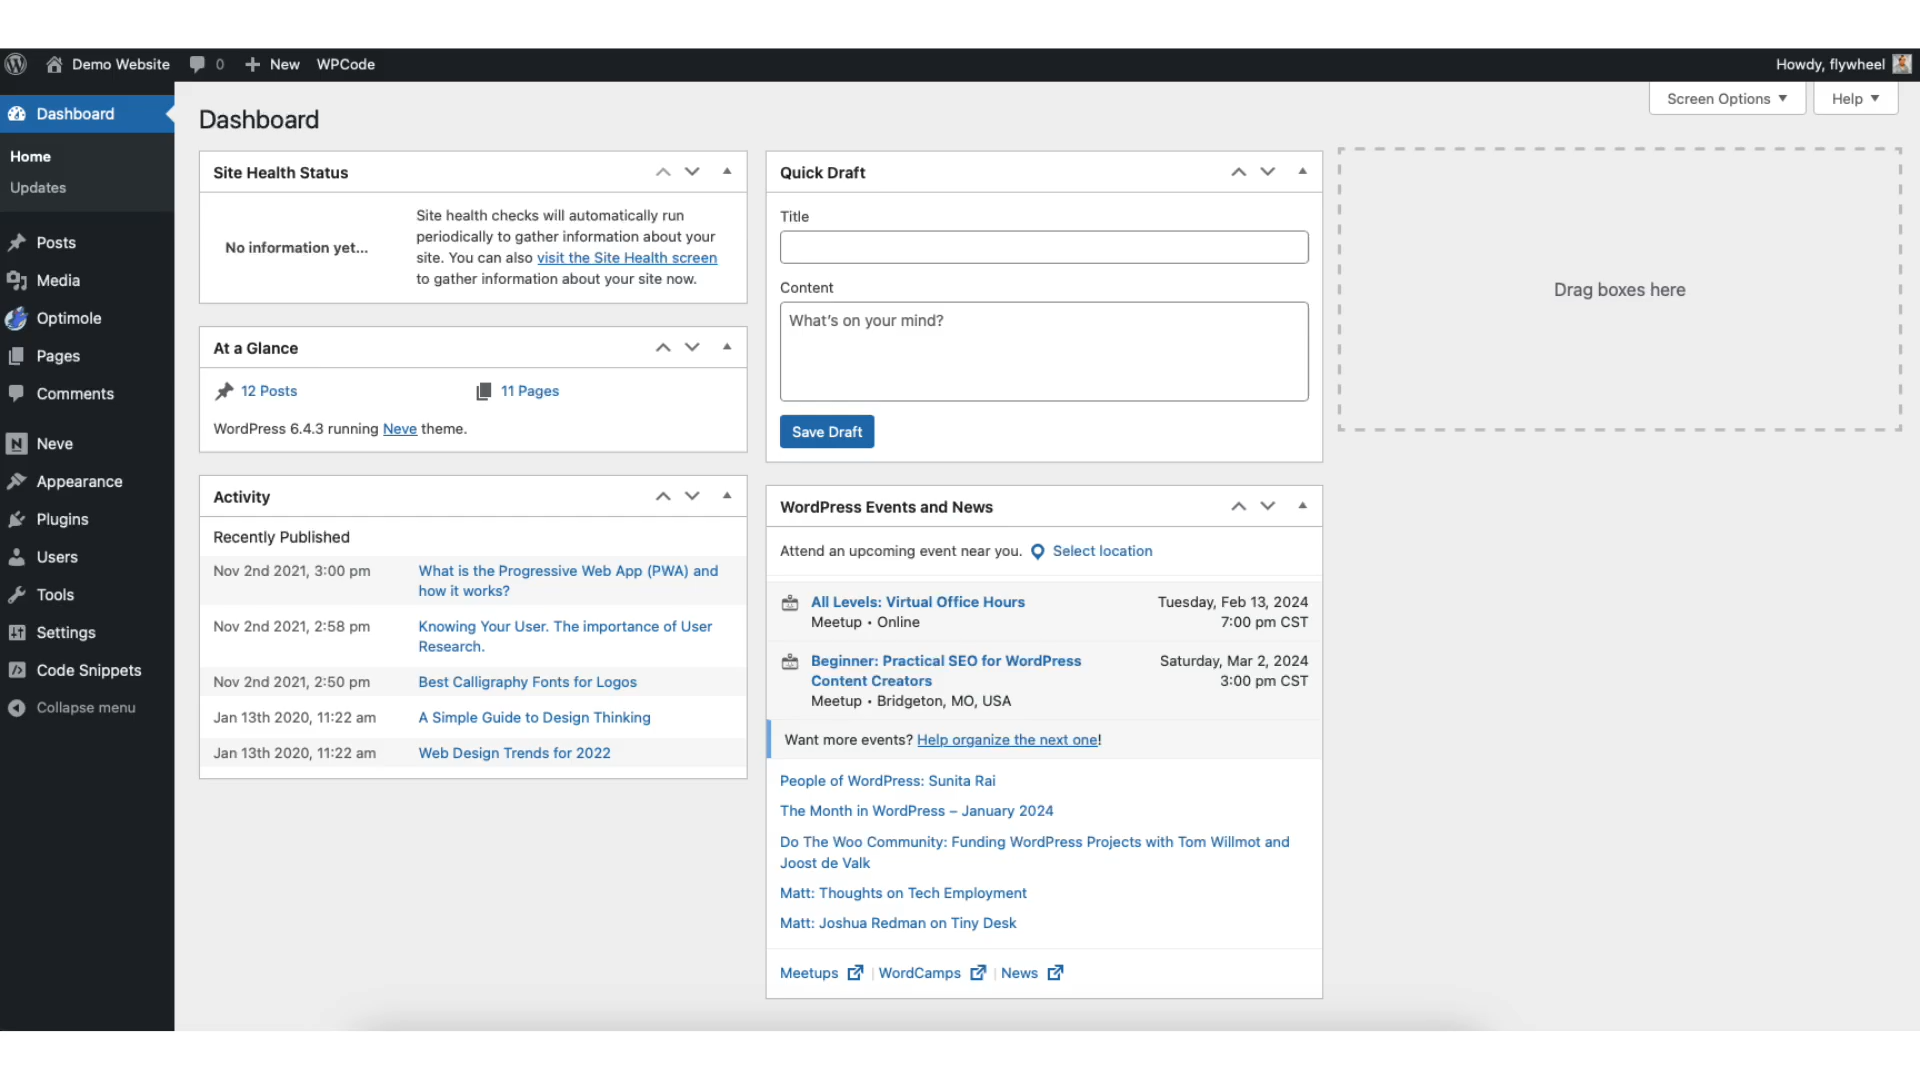 Demo Website
0
New
WPCode
Howdy, flywheel
Dashboard
Home
Updates
Posts
Media
Optimole
Pages
Comments
Neve
Appearance
Plugins
Users
Tools
Settings
Code Snippets
Collapse menu
Screen Options
Help
Dashboard
Site Health Status
No information yet...
Site health checks will automatically run
periodically to gather information about your
site. You can also visit the Site Health screen
to gather information about your site now.
At a Glance
12 Posts
11 Pages
WordPress 6.4.3 running Neve theme.
Activity
Recently Published
Nov 2nd 2021, 3:00 pm
What is the Progressive Web App (PWA) and
how it works?
Nov 2nd 2021, 2:58 pm
Knowing Your User. The importance of User
Research.
Nov 2nd 2021, 2:50 pm
Best Calligraphy Fonts for Logos
Jan 13th 2020, 11:22 am
A Simple Guide to Design Thinking
Jan 13th 2020, 11:22 am
Web Design Trends for 2022
Quick Draft
Title
Content
What's on your mind?
Save Draft
WordPress Events and News
Attend an upcoming event near you. Select location
All Levels: Virtual Office Hours
Meetup • Online
Tuesday, Feb 13, 2024
7:00 pm CST
Beginner: Practical SEO for WordPress
Content Creators
Meetup • Bridgeton, MO, USA
Saturday, Mar 2, 2024
3:00 pm CST
Want more events? Help organize the next one!
People of WordPress: Sunita Rai
The Month in WordPress – January 2024
Do The Woo Community: Funding WordPress Projects with Tom Willmot and
Joost de Valk
Matt: Thoughts on Tech Employment
Matt: Joshua Redman on Tiny Desk
Meetups | WordCamps | News
Drag boxes here